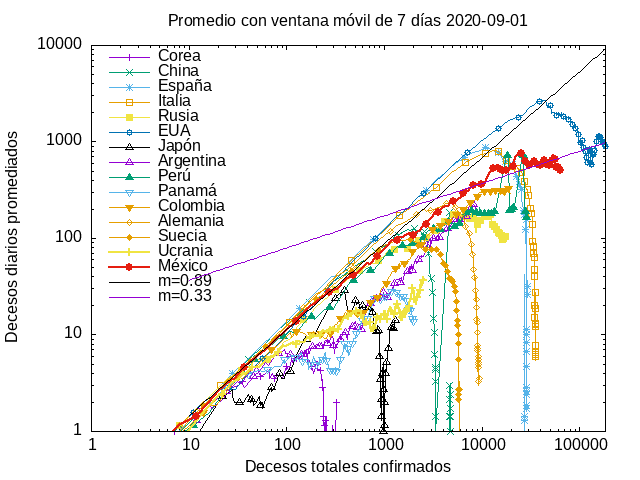 Promedio con ventana móvil de 7 días 2020-09-01
10000
1000
100
10
1
Decesos diarios promediados
Corea
China
España
Italia
Rusia
EUA
Japón
Argentina
Perú
Panamá
Colombia
Alemania
Suecia
Ucrania
México
m=0.89
m=0.33
1 10 100 1000 10000 100000
Decesos totales confirmados